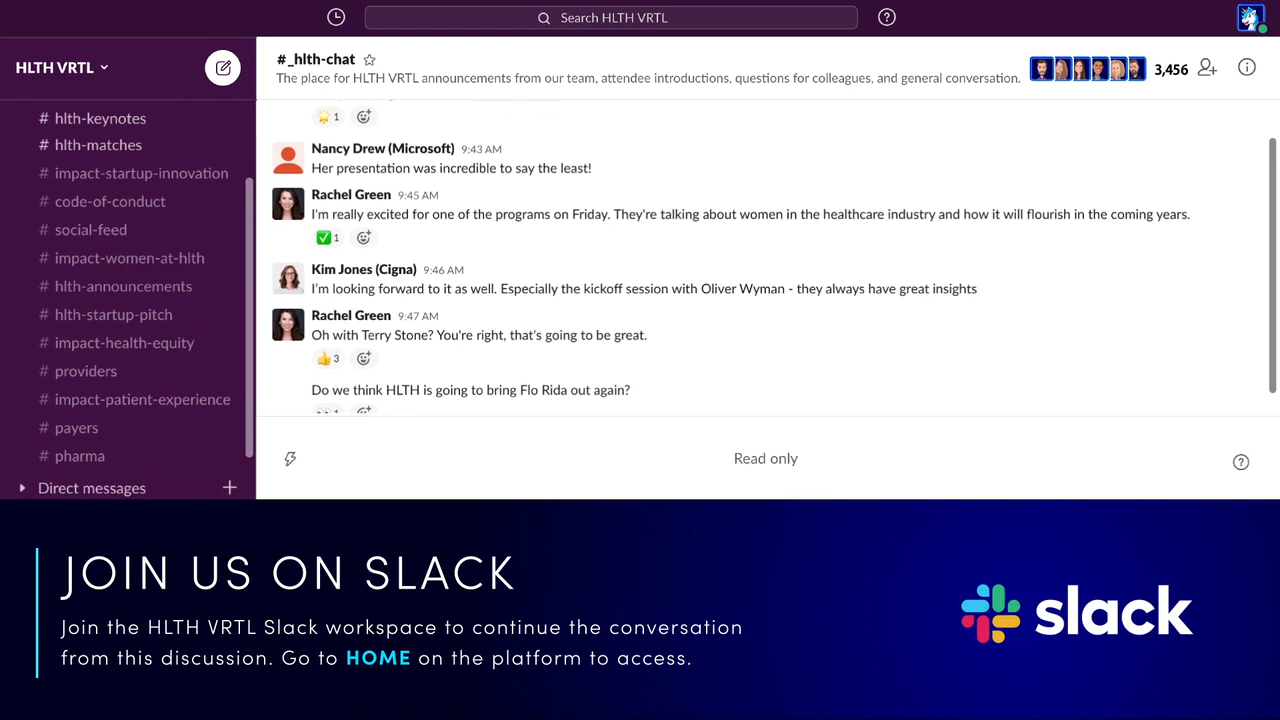 Search HLTH VRTL
HLTH VRTL
# hlth-keynotes
# hlth-matches
# impact-startup-innovation
# code-of-conduct
# social-feed
# impact-women-at-hlth
# hlth-announcements
# hlth-startup-pitch
# impact-health-equity
# providers
# impact-patient-experience
# payers
# pharma
Direct messages +
#_hlth-chat
The place for HLTH VRTL announcements from our team, attendee introductions, questions for colleagues, and general conversation.
3,456
1
Nancy Drew (Microsoft) 9:43 AM
Her presentation was incredible to say the least!
Rachel Green 9:45 AM
I'm really excited for one of the programs on Friday. They're talking about women in the healthcare industry and how it will flourish in the coming years.
1
Kim Jones (Cigna) 9:46 AM
I'm looking forward to it as well. Especially the kickoff session with Oliver Wyman - they always have great insights
Rachel Green 9:47 AM
Oh with Terry Stone? You're right, that's going to be great.
3
Do we think HLTH is going to bring Flo Rida out again?
1
Read only
JOIN US ON SLACK
Join the HLTH VRTL Slack workspace to continue the conversation
from this discussion. Go to HOME on the platform to access.
slack